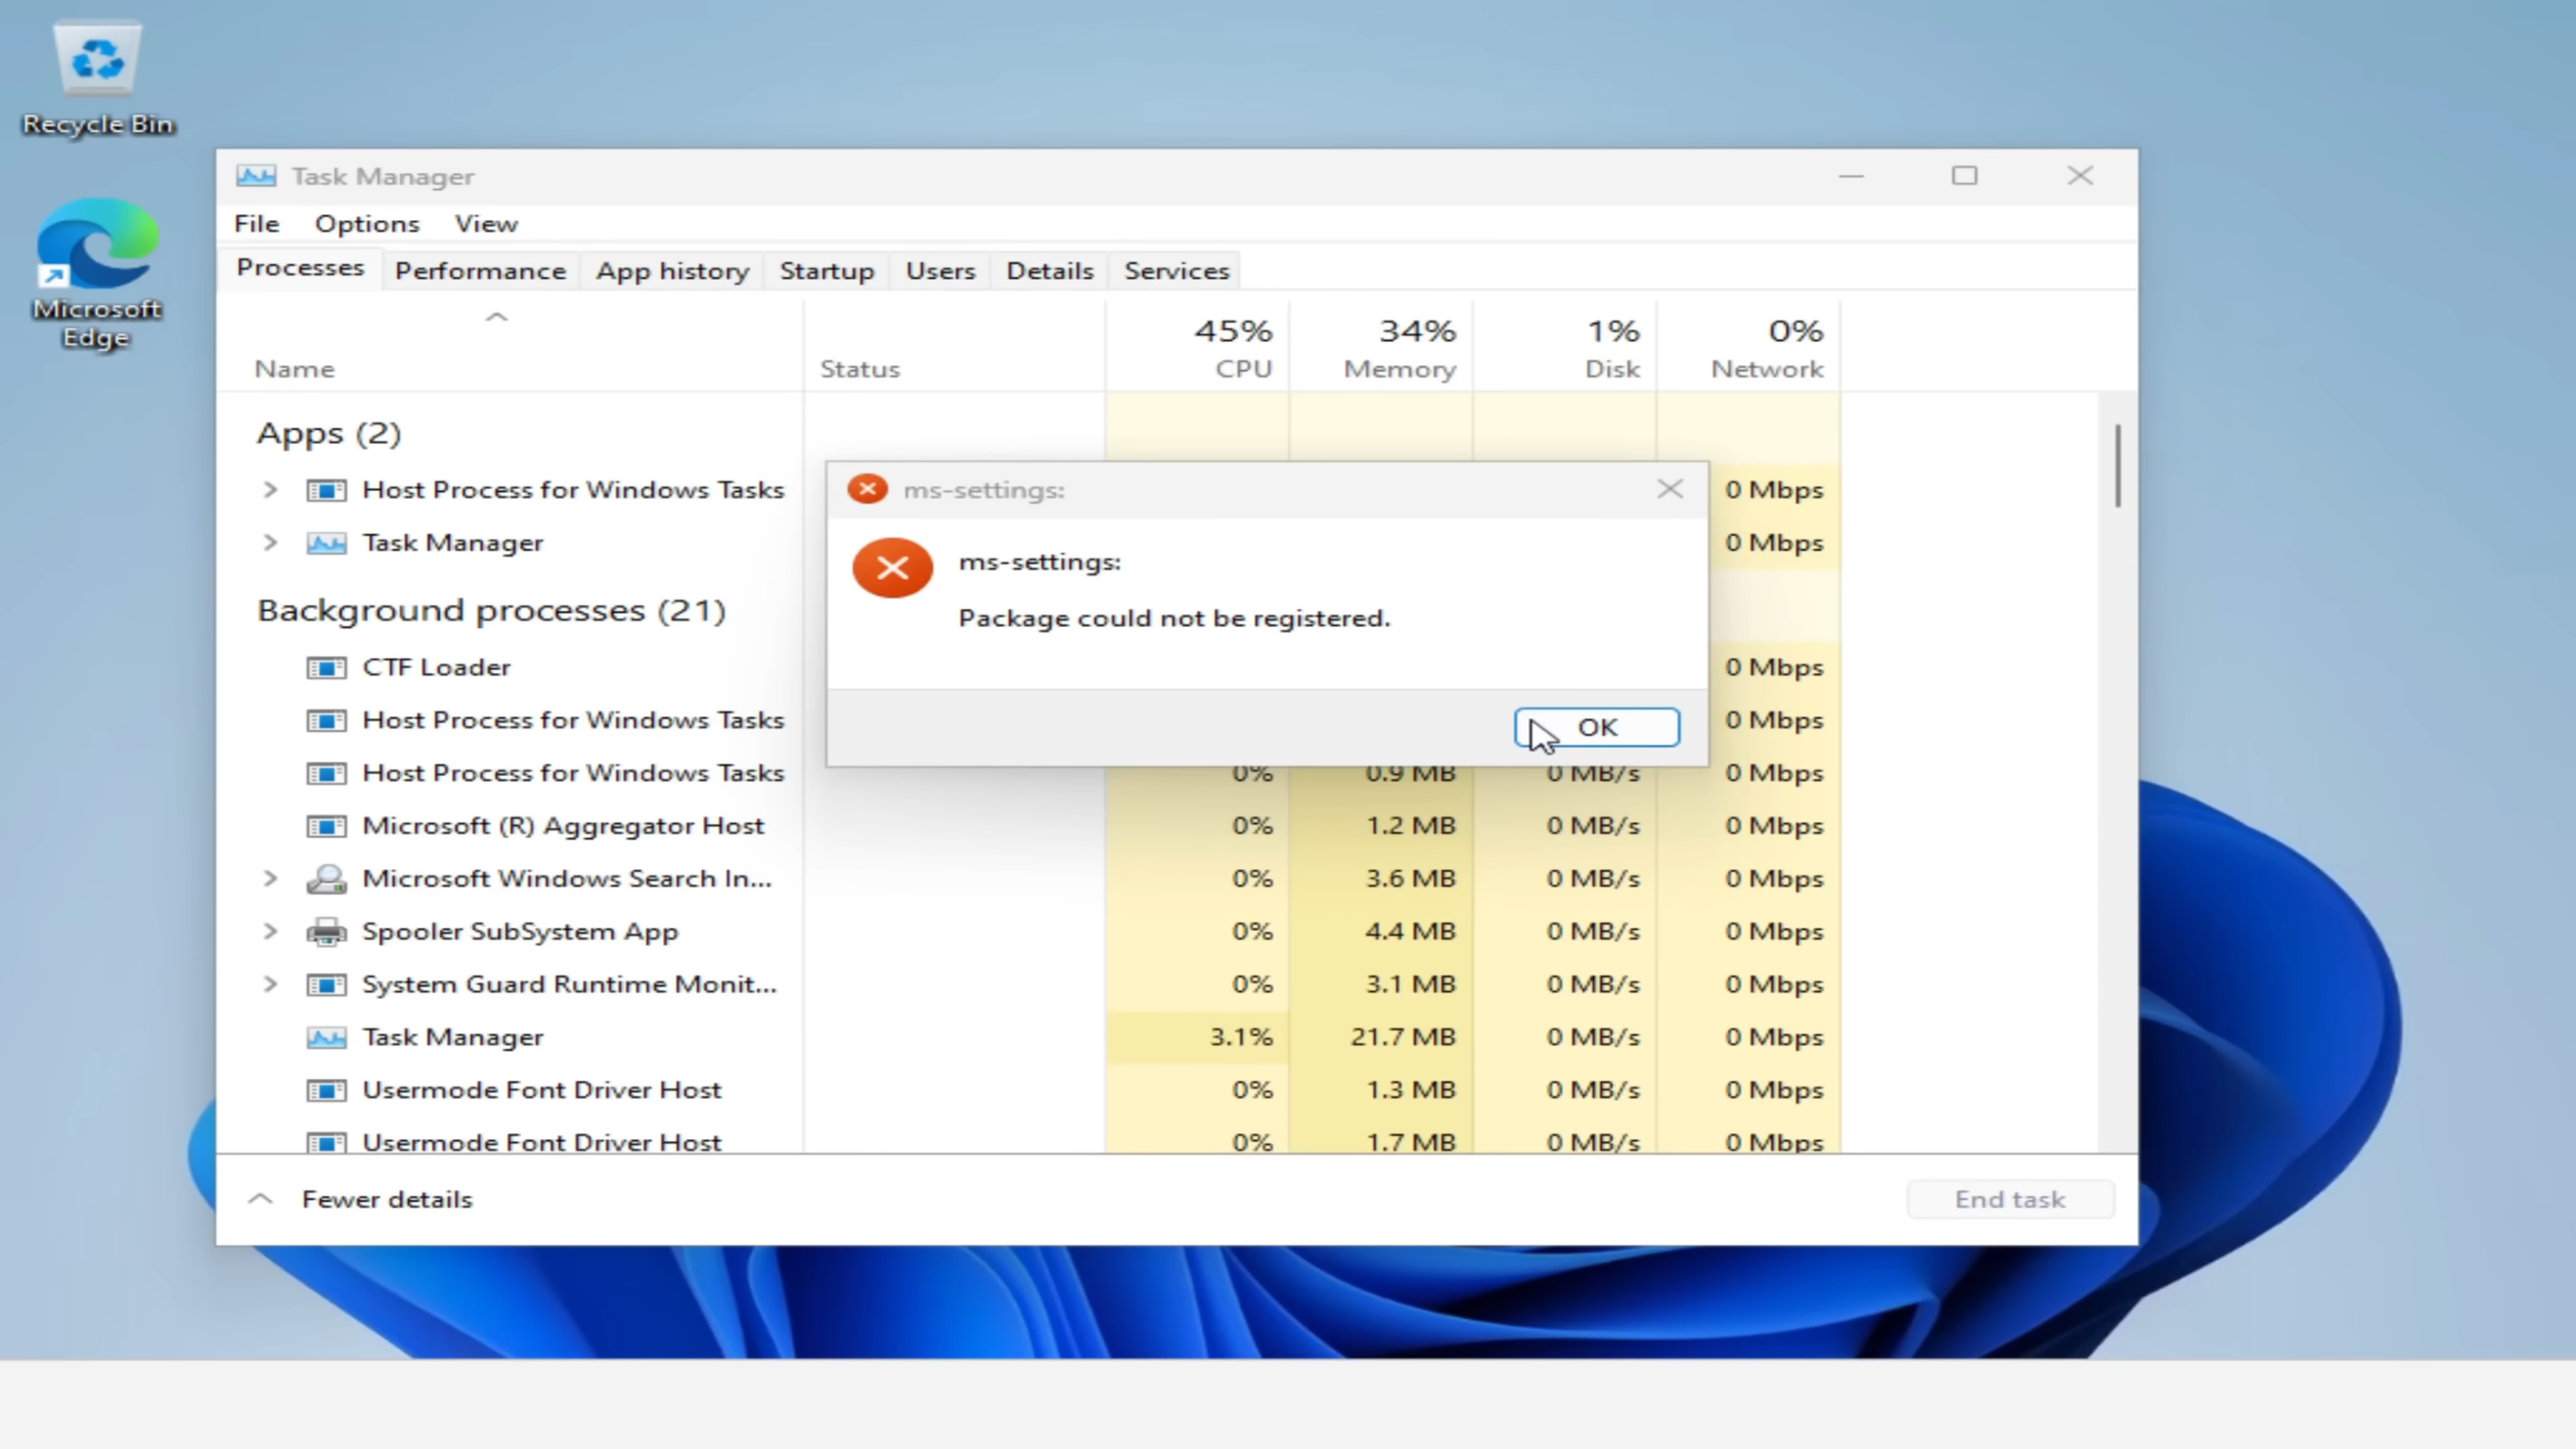 Recycle Bin
Microsoft
Edge
Task Manager
File Options View
Processes Performance App history Startup Users Details Services
45% 34% 1% 0%
Name Status CPU Memory Disk Network
Apps (2)
Host Process for Windows Tasks 0 Mbps
Task Manager 0 Mbps
Background processes (21)
CTF Loader 0 Mbps
Host Process for Windows Tasks 0 Mbps
Host Process for Windows Tasks 0% 0.9 MB 0 MB/s 0 Mbps
Microsoft (R) Aggregator Host 0% 1.2 MB 0 MB/s 0 Mbps
Microsoft Windows Search In... 0% 3.6 MB 0 MB/s 0 Mbps
Spooler SubSystem App 0% 4.4 MB 0 MB/s 0 Mbps
System Guard Runtime Monit... 0% 3.1 MB 0 MB/s 0 Mbps
Task Manager 3.1% 21.7 MB 0 MB/s 0 Mbps
Usermode Font Driver Host 0% 1.3 MB 0 MB/s 0 Mbps
Usermode Font Driver Host 0% 1.7 MB 0 MB/s 0 Mbps
ms-settings:
ms-settings:
Package could not be registered.
OK
Fewer details
End task